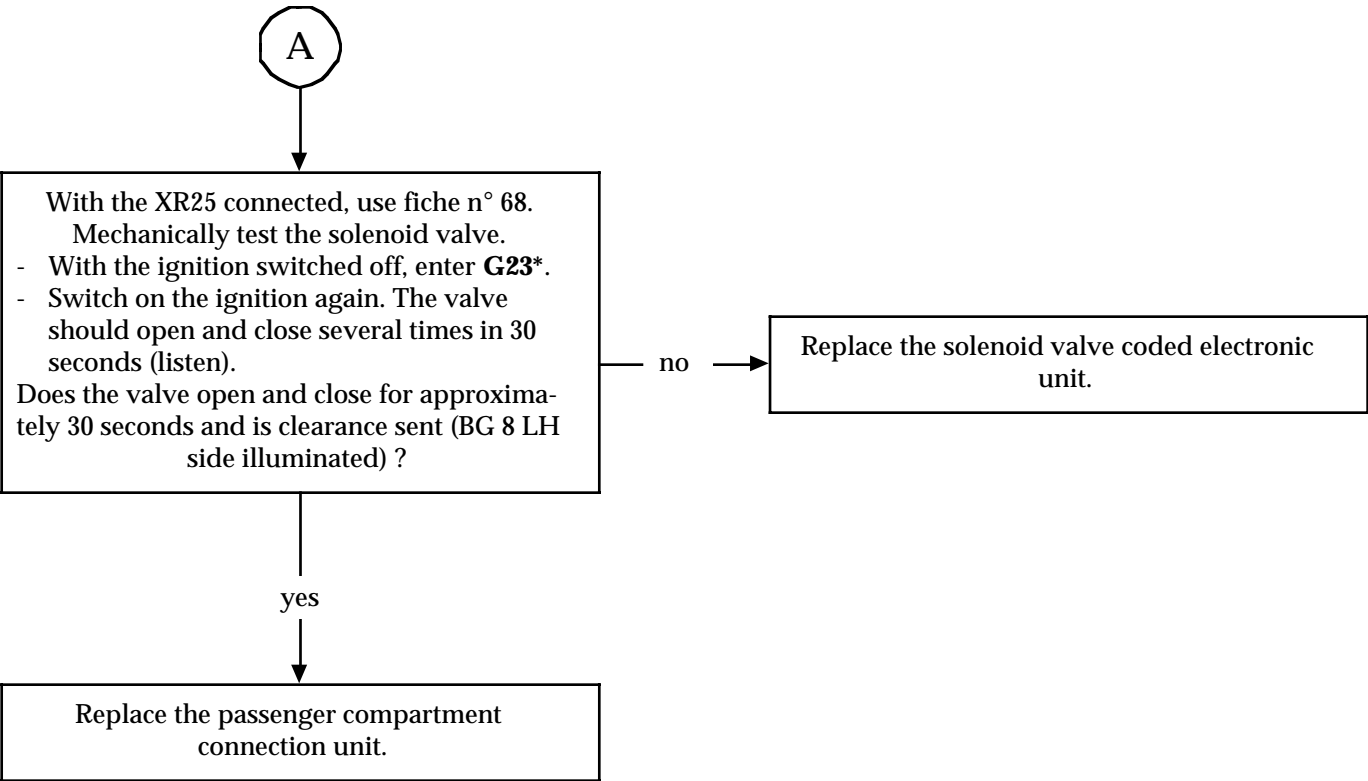 A
With the XR25 connected, use fiche n° 68.
Mechanically test the solenoid valve.
- With the ignition switched off, enter G23*.
- Switch on the ignition again. The valve
should open and close several times in 30
seconds (listen).
Does the valve open and close for approxima-
tely 30 seconds and is clearance sent (BG 8 LH
side illuminated) ?
no
Replace the solenoid valve coded electronic
unit.
yes
Replace the passenger compartment
connection unit.